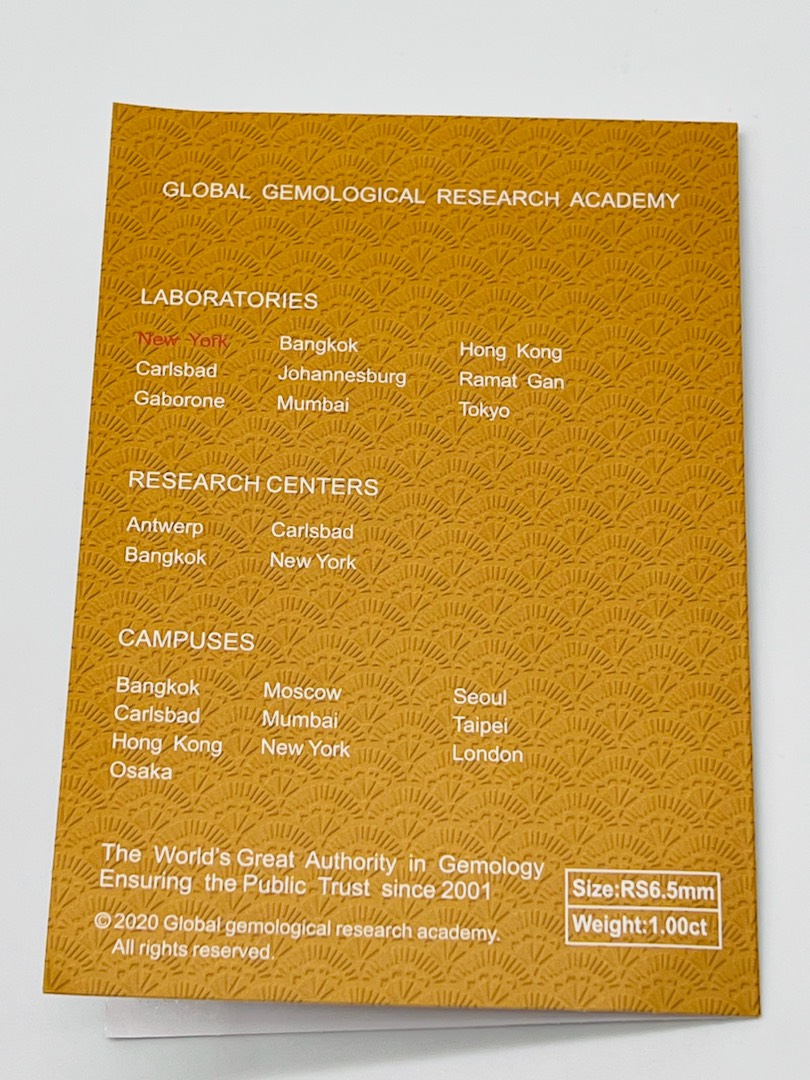 GLOBAL GEMOLOGICAL RESEARCH ACADEMY
LABORATORIES
New York Bangkok Hong Kong
Carlsbad Johannesburg Ramat Gan
Gaborone Mumbai Tokyo
RESEARCH CENTERS
Antwerp Carlsbad
Bangkok New York
CAMPUSES
Bangkok Moscow Seoul
Carlsbad Mumbai Taipei
Hong Kong New York London
Osaka
The World's Great Authority in Gemology
Ensuring the Public Trust since 2001
©2020 Global gemological research academy.
All rights reserved.
Size:RS6.5mm
Weight:1.00ct